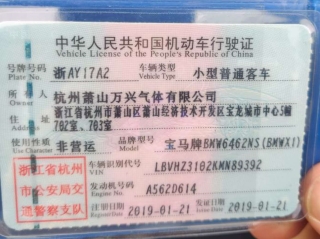 中华人民共和国机动车行驶证
Vehicle License of the People's Republic of China
号牌号码 Plate No. 浙AY17A2 车辆类型 Vehicle Type 小型普通客车
所有人 Owner 杭州萧山万兴气体有限公司
住址 Address 浙江省杭州市萧山区萧山经济技术开发区宝龙城市中心5幢
702室、703室
使用性质 Use Character 非营运 品牌型号 Model 宝马牌BMW6462NS(BMWX1)
浙江省杭州
市公安局交
通警察支队
车辆识别代号 VIN LBVHZ3102KMN89392
发动机号码 Engine No. A562D614
注册日期 Register Date 2019-01-21 发证日期 Issue Date 2019-01-21